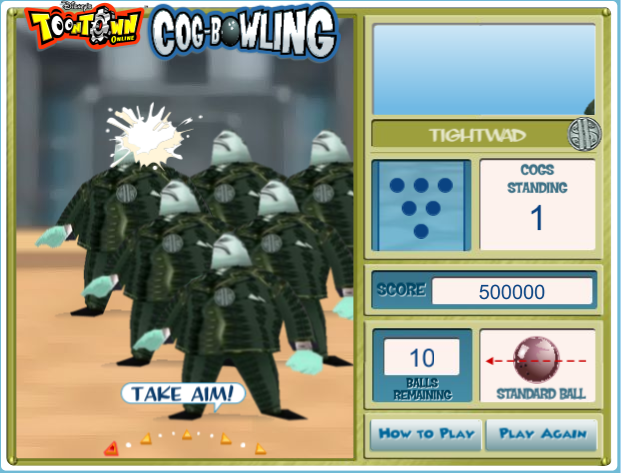 Disney's
TOONTOWN
ONLINE
COG-BOWLING
TIGHTWAD
COGS
STANDING
1
SCORE
500000
10
BALLS
REMAINING
STANDARD BALL
TAKE AIM!
HOW TO PLAY
PLAY AGAIN